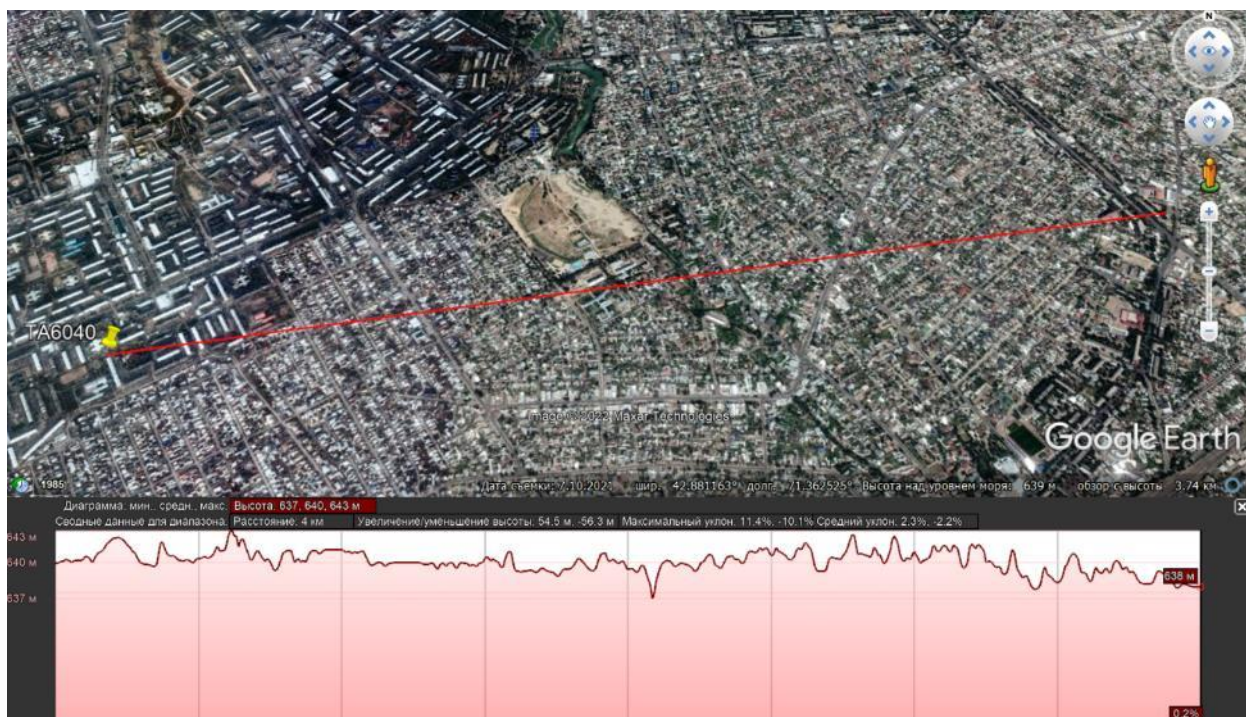 N
TA6040
Image © 2022 Maxar Technologies
Google Earth
1985
Дата съемки: 7.10.2021 шир. 42.881163° долг. 71.362525° Высота над уровнем моря: 639 м обзор с высоты 3.74 км
Диаграмма: мин., средн., макс. Высота: 637, 640, 643 м
Сводные данные для диапазона. Расстояние: 4 км Увеличение/уменьшение высоты: 54.5 м, -56.3 м Максимальный уклон: 11.4%, -10.1% Средний уклон: 2.3%, -2.2%
643 м
640 м
638 м
637 м
0.2%